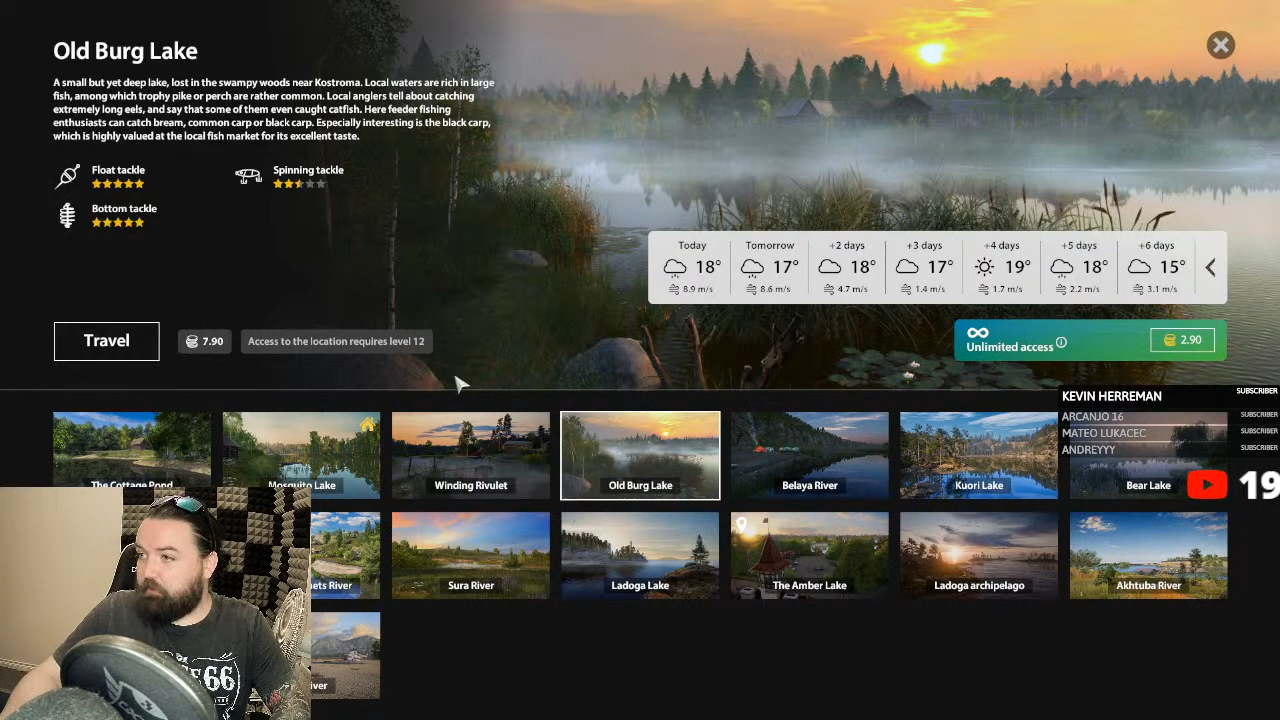 Old Burg Lake
A small but yet deep lake, lost in the swampy woods near Kostroma. Local waters are rich in large
fish, among which trophy pike or perch are rather common. Local anglers tell about catching
extremely long eels, and say that some of them even caught catfish. Here feeder fishing
enthusiasts can catch bream, common carp or black carp. Especially interesting is the black carp,
which is highly valued at the local fish market for its excellent taste.
Float tackle
Spinning tackle
Bottom tackle
Today Tomorrow +2 days +3 days +4 days +5 days +6 days
18° 17° 18° 17° 19° 18° 15°
8.9 m/s 8.6 m/s 4.7 m/s 1.4 m/s 1.7 m/s 2.2 m/s 3.1 m/s
Travel
7.90
Access to the location requires level 12
Unlimited access
2.90
KEVIN HERREMAN SUBSCRIBER
ARCANJO 16 SUBSCRIBER
MATEO LUKACEC SUBSCRIBER
ANDREYYY SUBSCRIBER
19
The Cottage Pond
Mosquito Lake
Winding Rivulet
Old Burg Lake
Belaya River
Kuori Lake
Bear Lake
ets River
Sura River
Ladoga Lake
The Amber Lake
Ladoga archipelago
Akhtuba River
iver
66